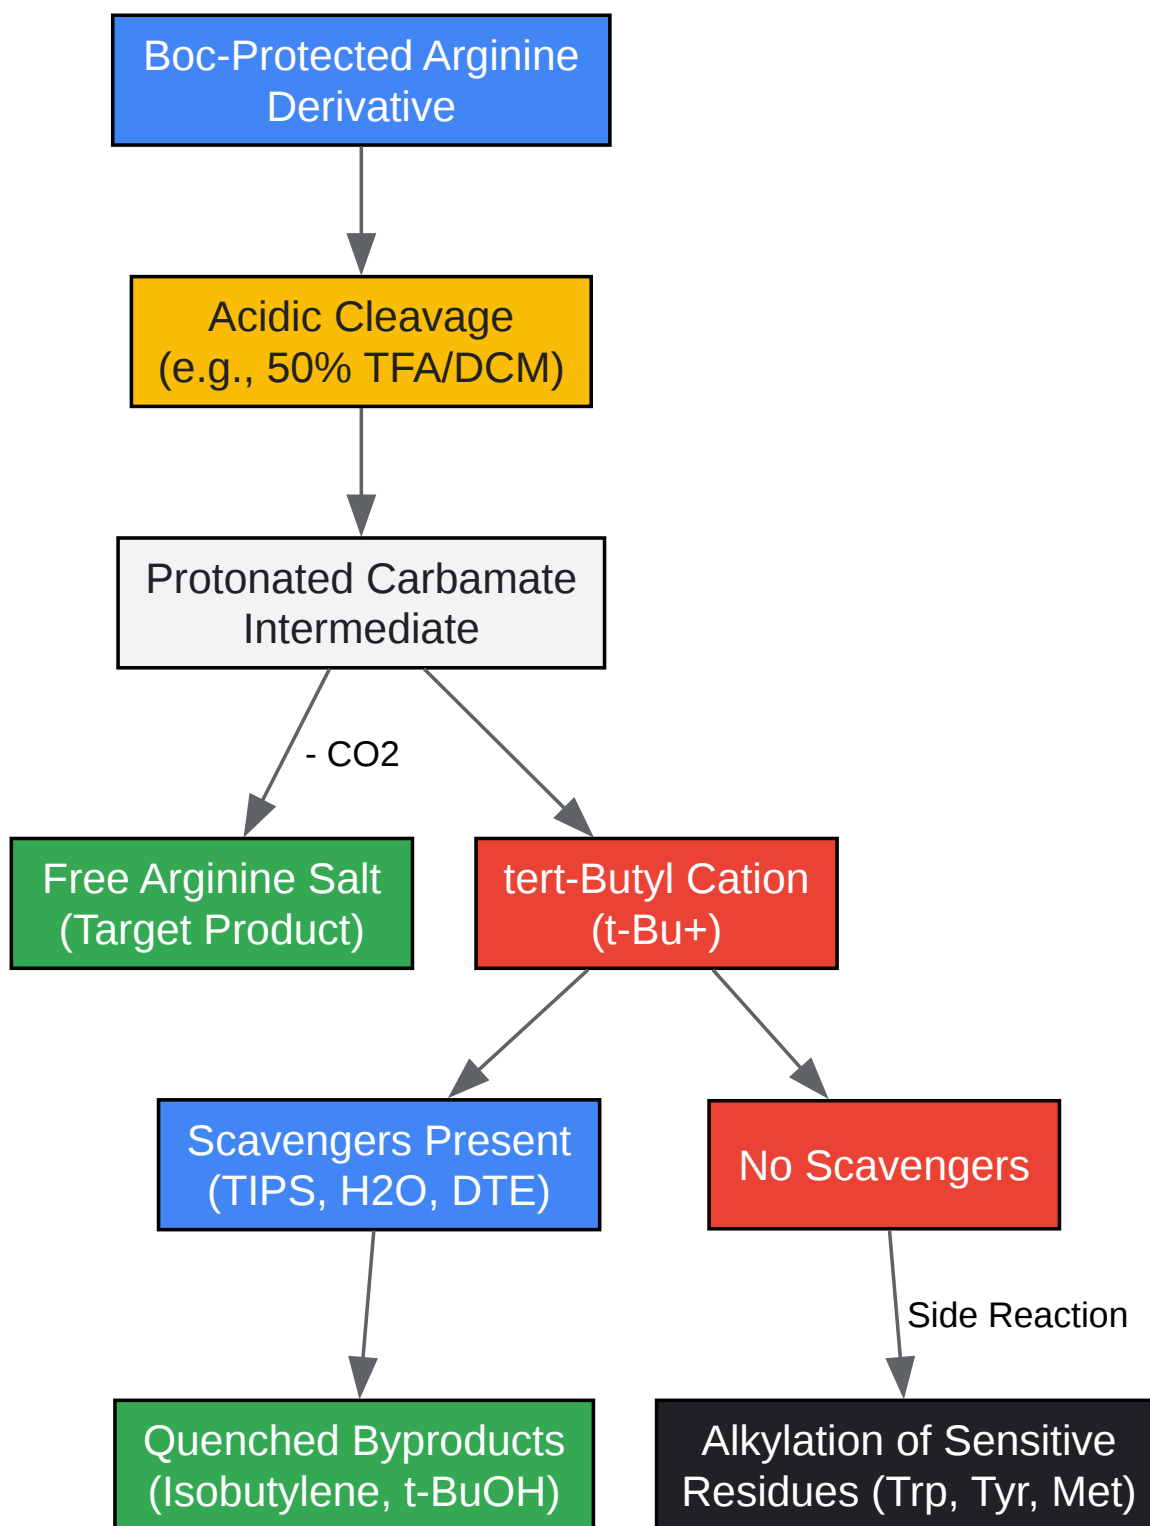 Boc-Protected Arginine
Derivative
Acidic Cleavage
(e.g., 50% TFA/DCM)
Protonated Carbamate
Intermediate
- CO2
Free Arginine Salt
(Target Product)
tert-Butyl Cation
(t-Bu+)
Scavengers Present
(TIPS, H2O, DTE)
No Scavengers
Side Reaction
Quenched Byproducts
(Isobutylene, t-BuOH)
Alkylation of Sensitive
Residues (Trp, Tyr, Met)